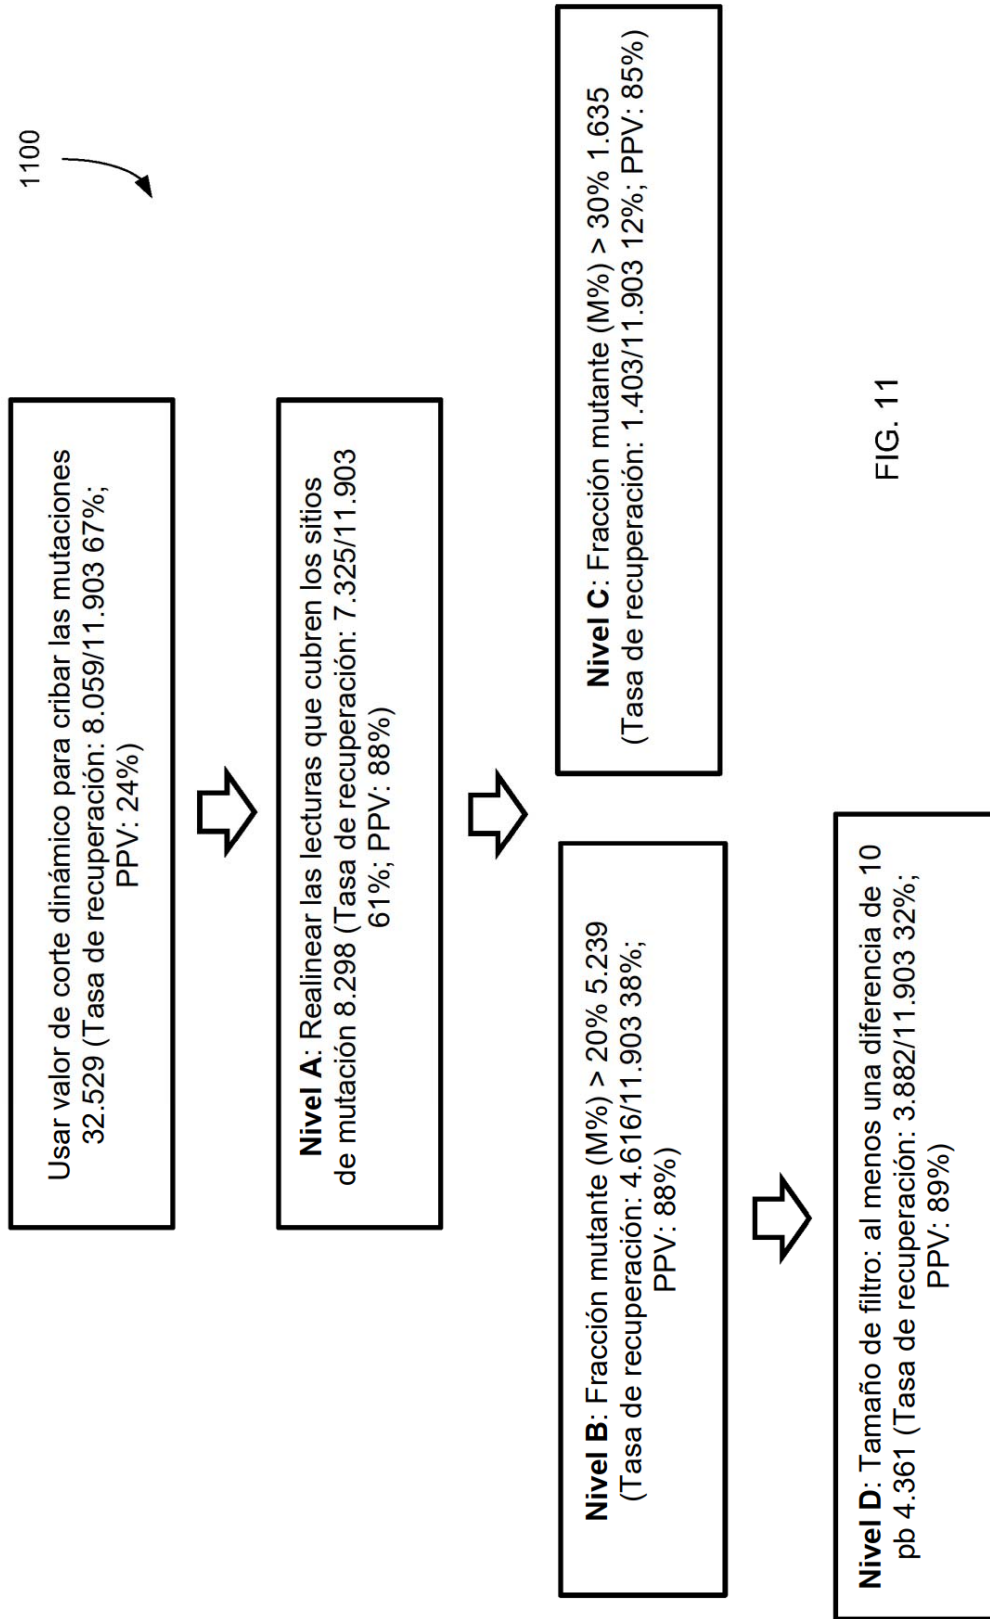 1100
Usar valor de corte dinámico para cribar las mutaciones
32.529 (Tasa de recuperación: 8.059/11.903 67%;
PPV: 24%)
Nivel A: Realinear las lecturas que cubren los sitios
de mutación 8.298 (Tasa de recuperación: 7.325/11.903
61%; PPV: 88%)
Nivel B: Fracción mutante (M%) > 20% 5.239
(Tasa de recuperación: 4.616/11.903 38%;
PPV: 88%)
Nivel C: Fracción mutante (M%) > 30% 1.635
(Tasa de recuperación: 1.403/11.903 12%; PPV: 85%)
Nivel D: Tamaño de filtro: al menos una diferencia de 10
pb 4.361 (Tasa de recuperación: 3.882/11.903 32%;
PPV: 89%)
FIG. 11